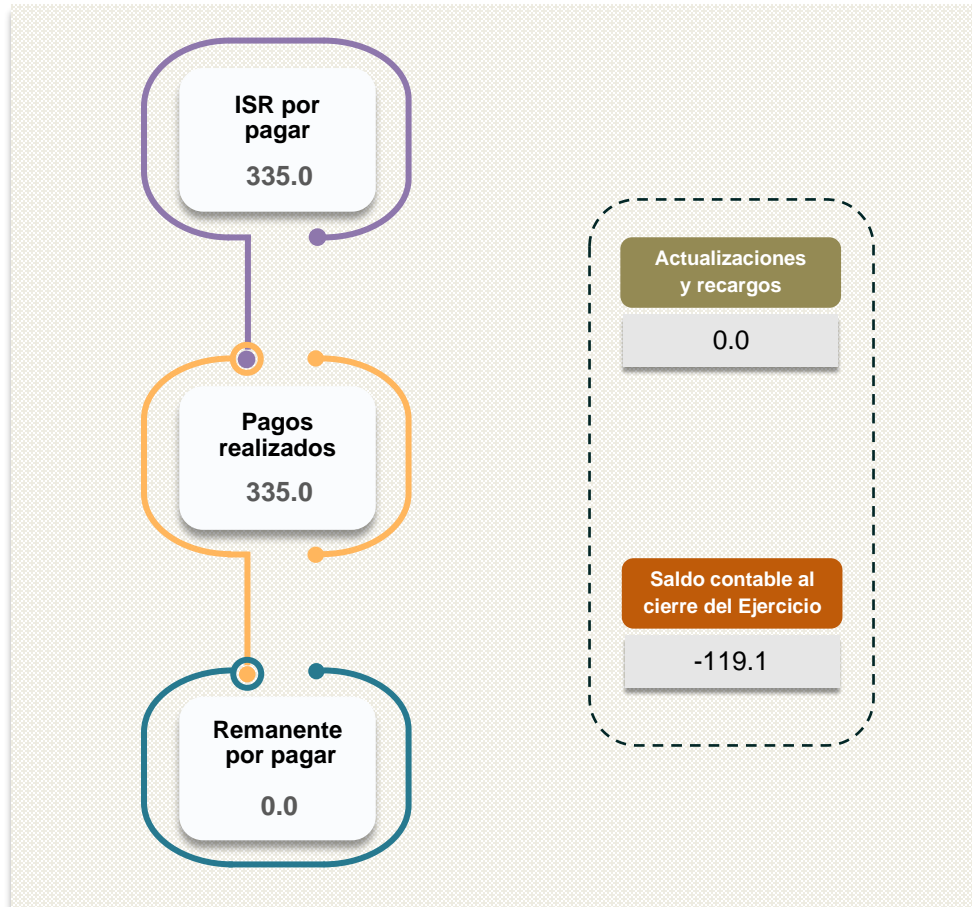 ISR por
pagar
335.0
Pagos
realizados
335.0
Remanente
por pagar
0.0
Actualizaciones
y recargos
0.0
Saldo contable al
cierre del Ejercicio
-119.1